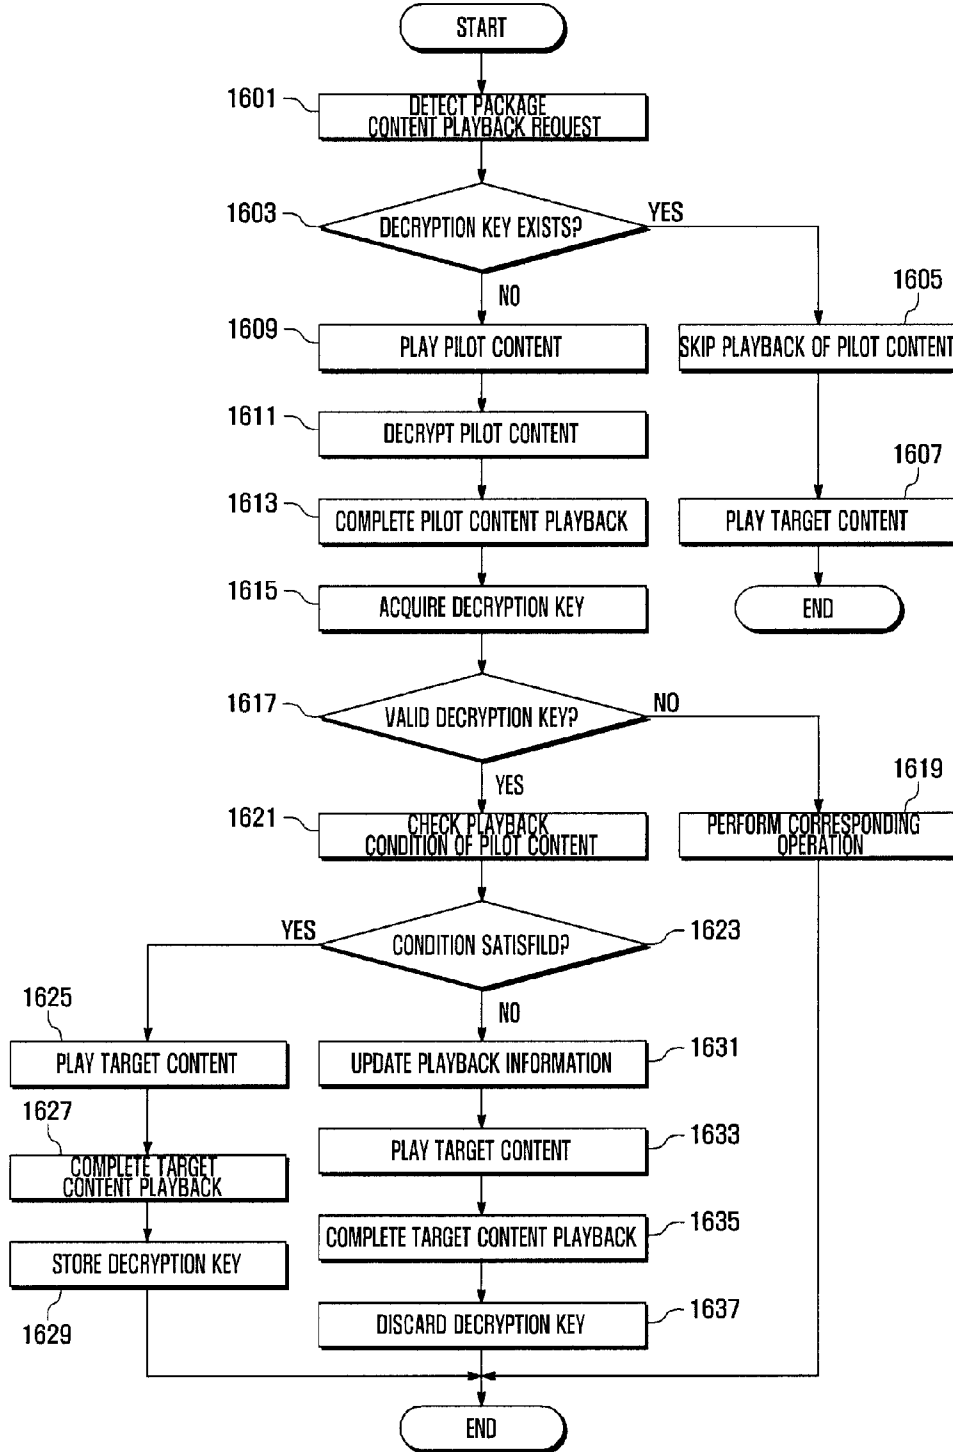 START
1601
DETECT PACKAGE
CONTENT PLAYBACK REQUEST
1603
DECRYPTION KEY EXISTS?
YES
NO
1605
SKIP PLAYBACK OF PILOT CONTENT
1609
PLAY PILOT CONTENT
1611
DECRYPT PILOT CONTENT
1607
PLAY TARGET CONTENT
1613
COMPLETE PILOT CONTENT PLAYBACK
END
1615
ACQUIRE DECRYPTION KEY
1617
VALID DECRYPTION KEY?
NO
YES
1619
PERFORM CORRESPONDING
OPERATION
1621
CHECK PLAYBACK
CONDITION OF PILOT CONTENT
1623
CONDITION SATISFILD?
YES
NO
1625
PLAY TARGET CONTENT
1627
COMPLETE TARGET
CONTENT PLAYBACK
STORE DECRYPTION KEY
1629
UPDATE PLAYBACK INFORMATION
1631
PLAY TARGET CONTENT
1633
COMPLETE TARGET CONTENT PLAYBACK
1635
DISCARD DECRYPTION KEY
1637
END